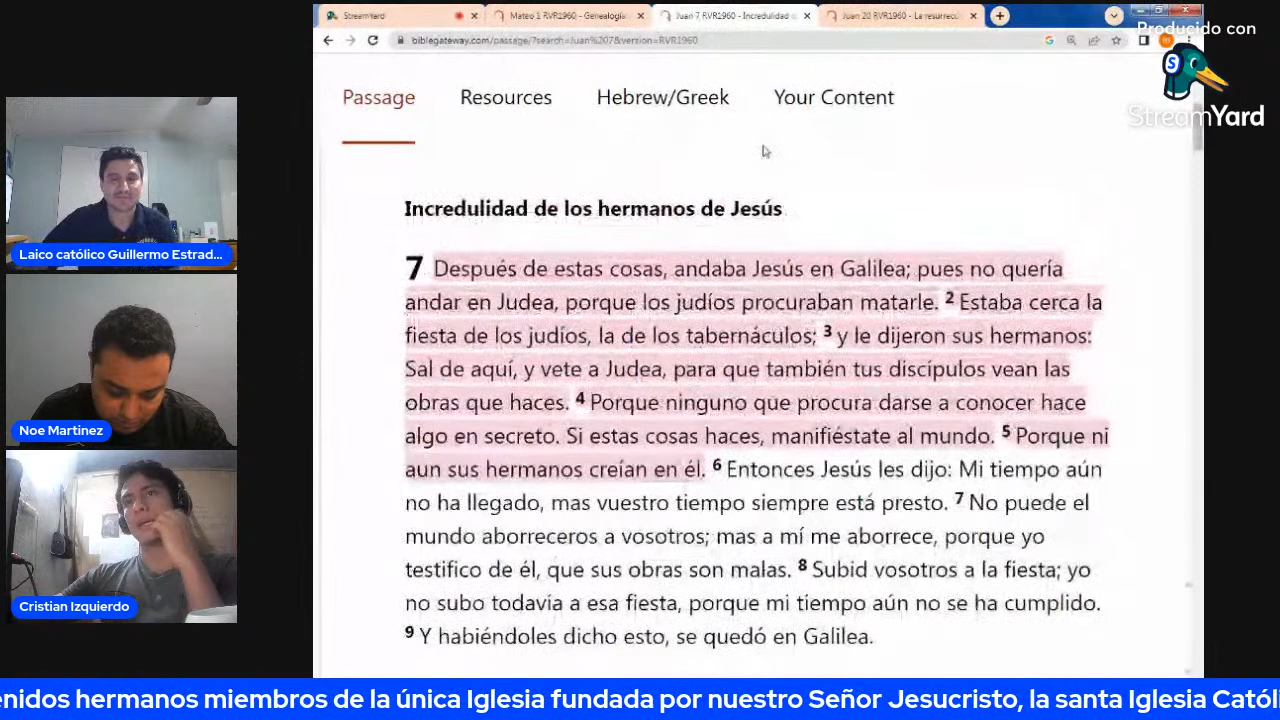 StreamYard
Mateo 1 RVR1960 - Genealogía
Juan 7 RVR1960 - Incredulidad
Juan 20 RVR1960 - La resurrecc
biblegateway.com/passage/?search=Juan%207&version=RVR1960
Producido con
StreamYard
Passage
Resources
Hebrew/Greek
Your Content
Incredulidad de los hermanos de Jesús
7 Después de estas cosas, andaba Jesús en Galilea; pues no quería
andar en Judea, porque los judíos procuraban matarle. 2 Estaba cerca la
fiesta de los judíos, la de los tabernáculos; 3 y le dijeron sus hermanos:
Sal de aquí, y vete a Judea, para que también tus discípulos vean las
obras que haces. 4 Porque ninguno que procura darse a conocer hace
algo en secreto. Si estas cosas haces, manifiéstate al mundo. 5 Porque ni
aun sus hermanos creían en él. 6 Entonces Jesús les dijo: Mi tiempo aún
no ha llegado, mas vuestro tiempo siempre está presto. 7 No puede el
mundo aborreceros a vosotros; mas a mí me aborrece, porque yo
testifico de él, que sus obras son malas. 8 Subid vosotros a la fiesta; yo
no subo todavía a esa fiesta, porque mi tiempo aún no se ha cumplido.
9 Y habiéndoles dicho esto, se quedó en Galilea.
Laico católico Guillermo Estrad...
Noe Martinez
Cristian Izquierdo
enidos hermanos miembros de la única Iglesia fundada por nuestro Señor Jesucristo, la santa Iglesia Catól